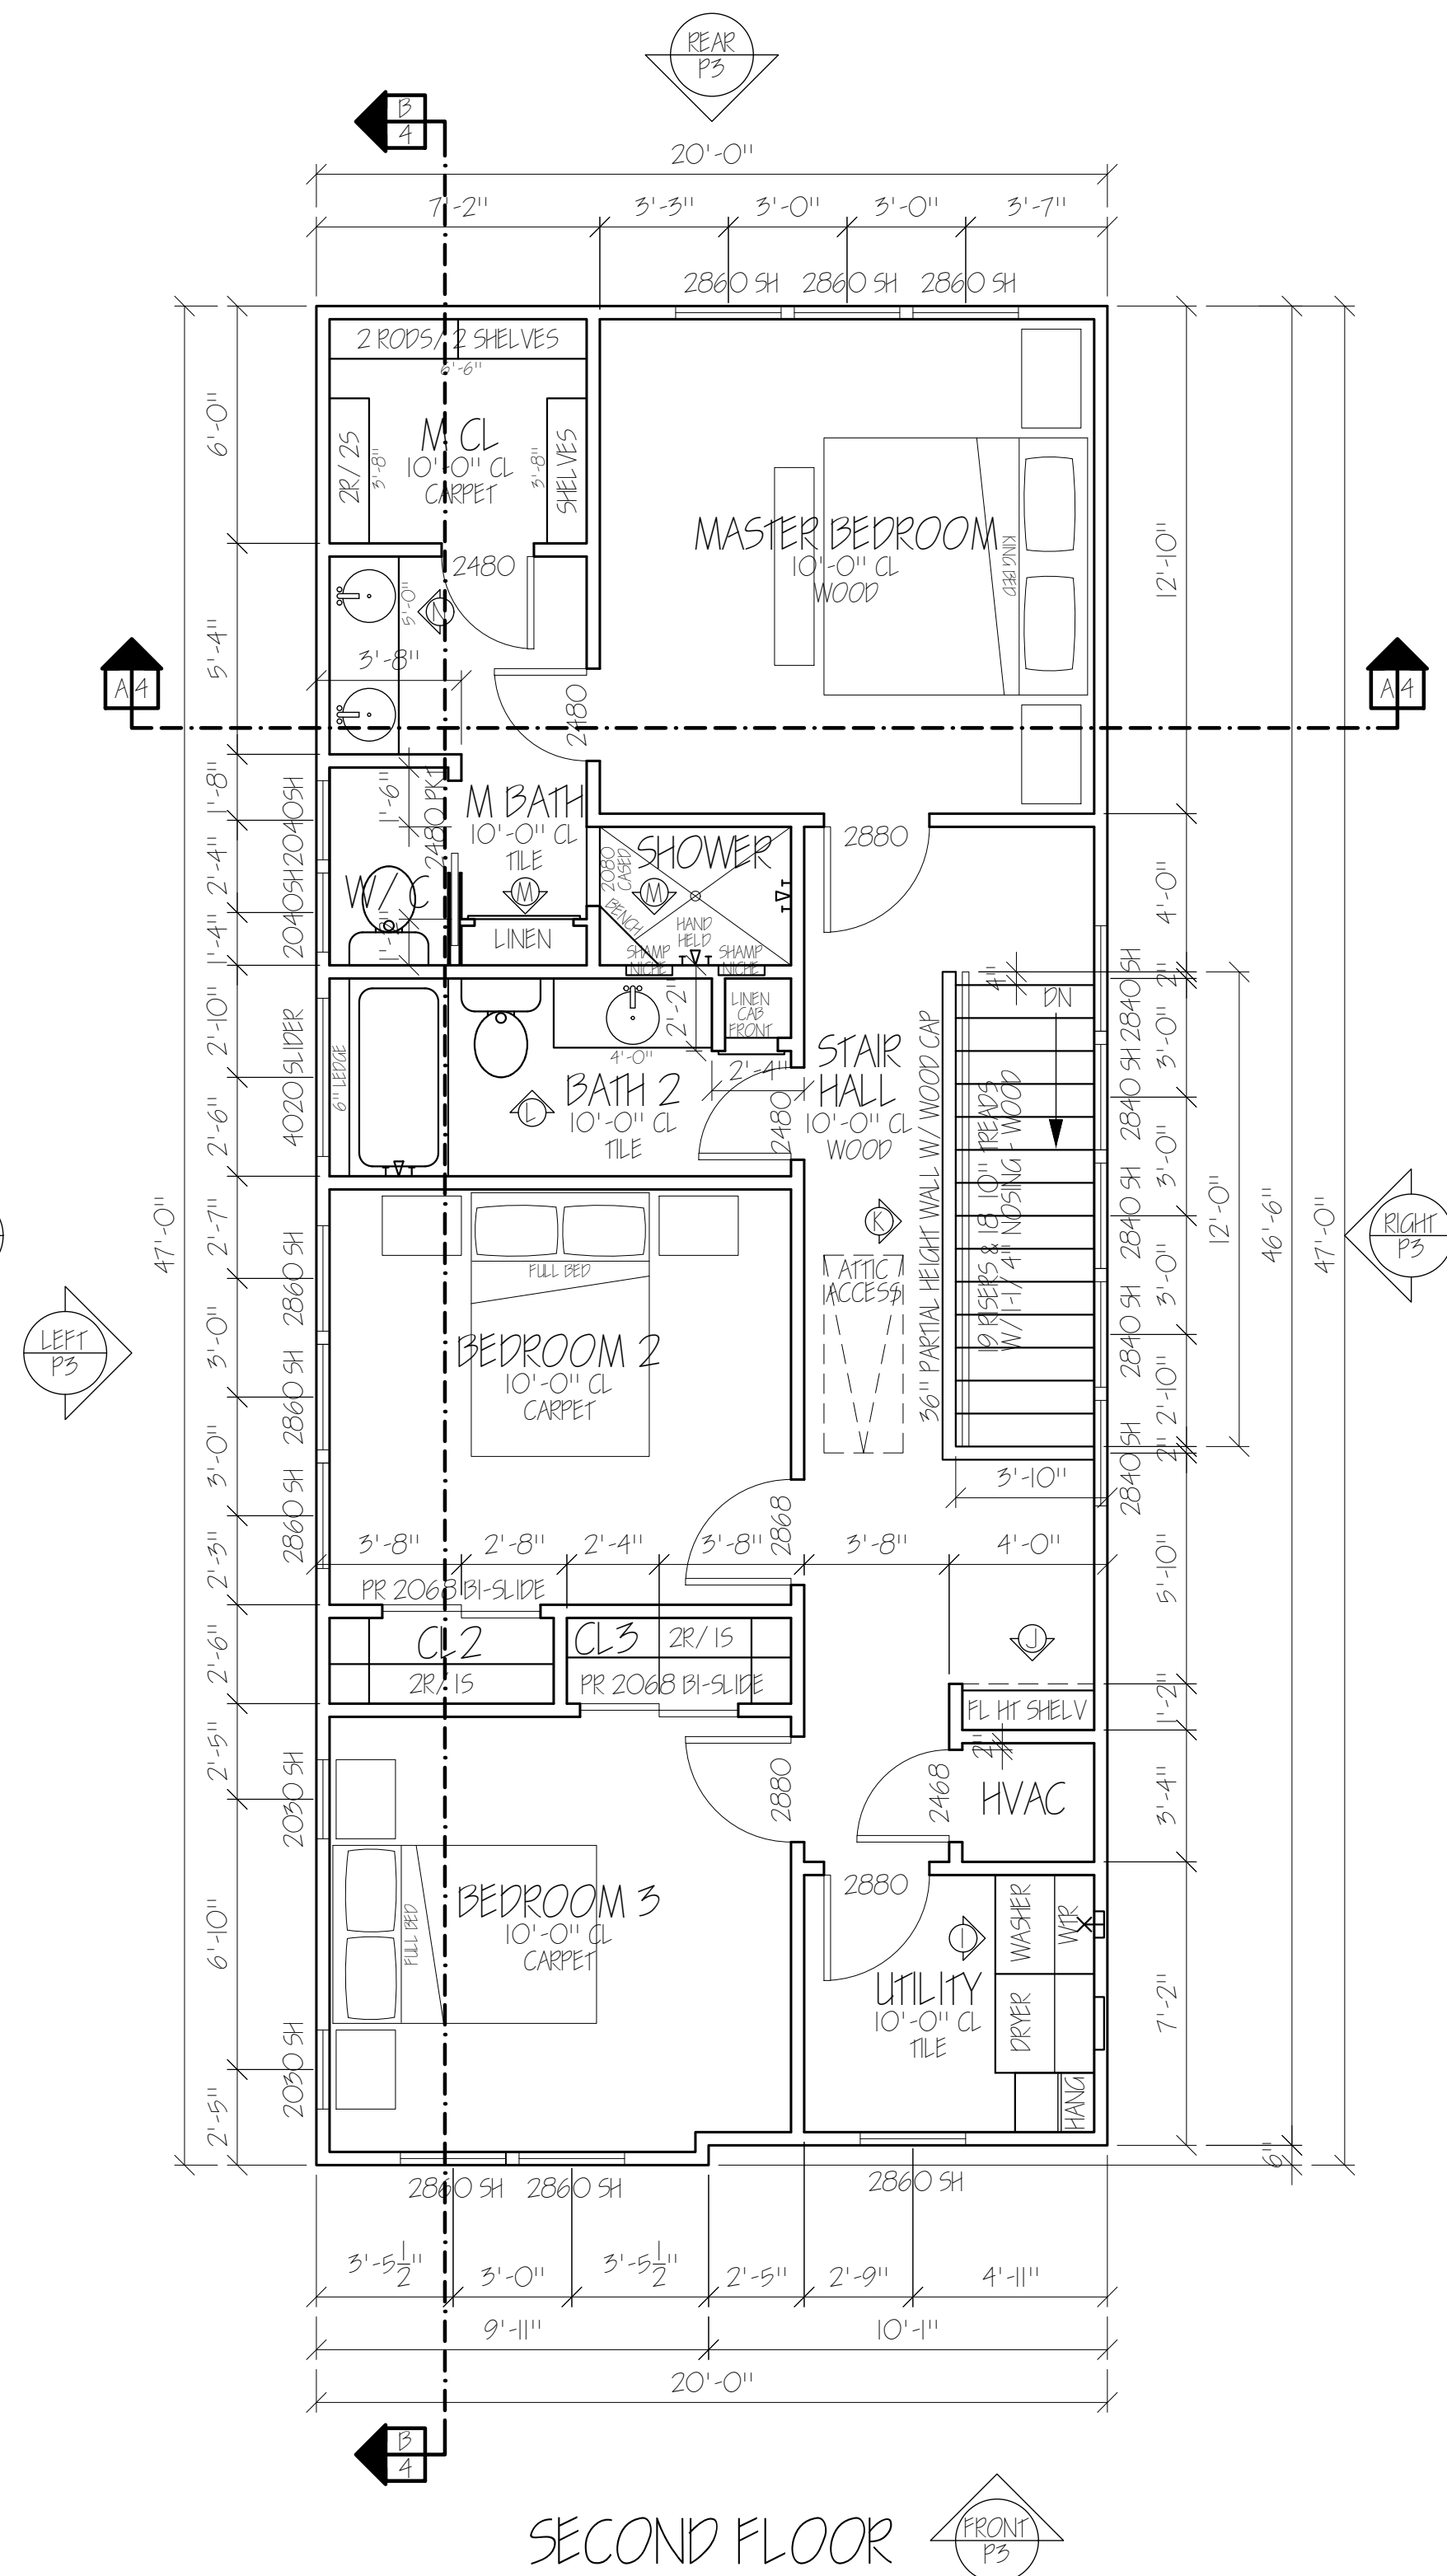 REAR
P3
B
4
20'-0"
7'-2"
3'-3"
3'-0"
3'-0"
3'-7"
2860 SH
2860 SH
2860 SH
2 RODS/ 2 SHELVES
6'-6"
6'-0"
2R/ 2S
3'-8"
M CL
10'-0" CL
CARPET
3'-8"
SHELVES
MASTER BEDROOM
10'-0" CL
WOOD
KING BED
12'-10"
2480
5'-0"
N
5'-4"
3'-8"
A 4
A 4
2480
1'-8"
2040SH
1'-6"
2480 PKT
M BATH
10'-0" CL
TILE
M
2080
CASED
SHOWER
M
2880
2'-4"
W/C
2040SH
BENCH
HAND
HELD
4'-0"
1'-4"
LINEN
SHAMP
NICHE
SHAMP
NICHE
2840 SH
2"
4"
DN
2'-10"
4020 SLIDER
6" LEDGE
2'-2"
LINEN
CAB
FRONT
STAIR
HALL
10'-0" CL
WOOD
4'-0"
2'-4"
3'-0"
2840 SH
2'-6"
L
BATH 2
10'-0" CL
TILE
2480
36" PARTIAL HEIGHT WALL W/ WOOD CAP
19 RISERS & 18 10" TREADS
W/ 1-1/4" NOSING - WOOD
3'-0"
12'-0"
46'-6"
47'-0"
47'-0"
RIGHT
P3
2'-7"
2860 SH
FULL BED
K
2840 SH
ATTIC
ACCESS
3'-0"
LEFT
P3
3'-0"
2860 SH
BEDROOM 2
10'-0" CL
CARPET
2840 SH
2'-10"
2"
3'-0"
2860 SH
2868
3'-10"
2840 SH
2'-3"
3'-8"
2'-8"
2'-4"
3'-8"
3'-8"
4'-0"
5'-10"
PR 2068 BI-SLIDE
2'-6"
CL2
2R/ 1S
CL3
2R/ 1S
PR 2068 BI-SLIDE
J
FL HT SHELV
1'-2"
2'-5"
2030 SH
2880
2468
2"
HVAC
3'-4"
2880
6'-10"
FULL BED
BEDROOM 3
10'-0" CL
CARPET
I
WASHER
WTR
UTILITY
10'-0" CL
TILE
DRYER
7'-2"
2030 SH
2'-5"
HANG
6"
2860 SH
2860 SH
2860 SH
3'-5 1/2"
3'-0"
3'-5 1/2"
2'-5"
2'-9"
4'-11"
9'-11"
10'-1"
20'-0"
B
4
SECOND FLOOR
FRONT
P3